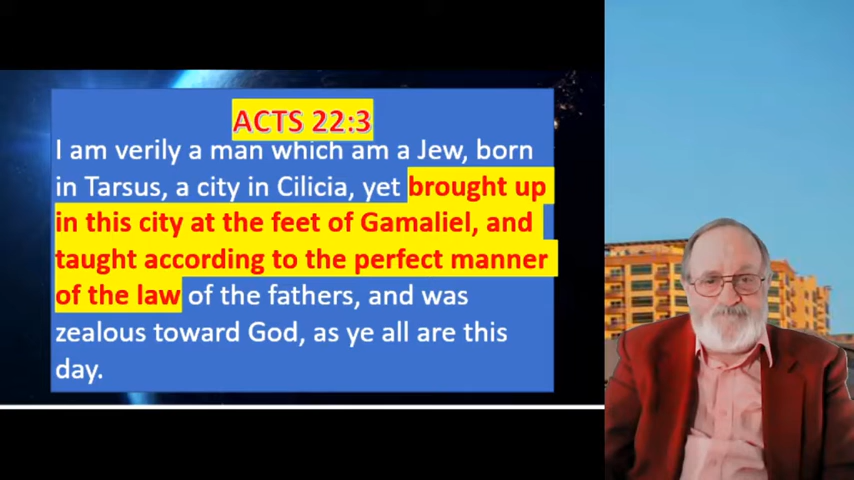 ACTS 22:3
I am verily a man which am a Jew, born
in Tarsus, a city in Cilicia, yet brought up
in this city at the feet of Gamaliel, and
taught according to the perfect manner
of the law of the fathers, and was
zealous toward God, as ye all are this
day.